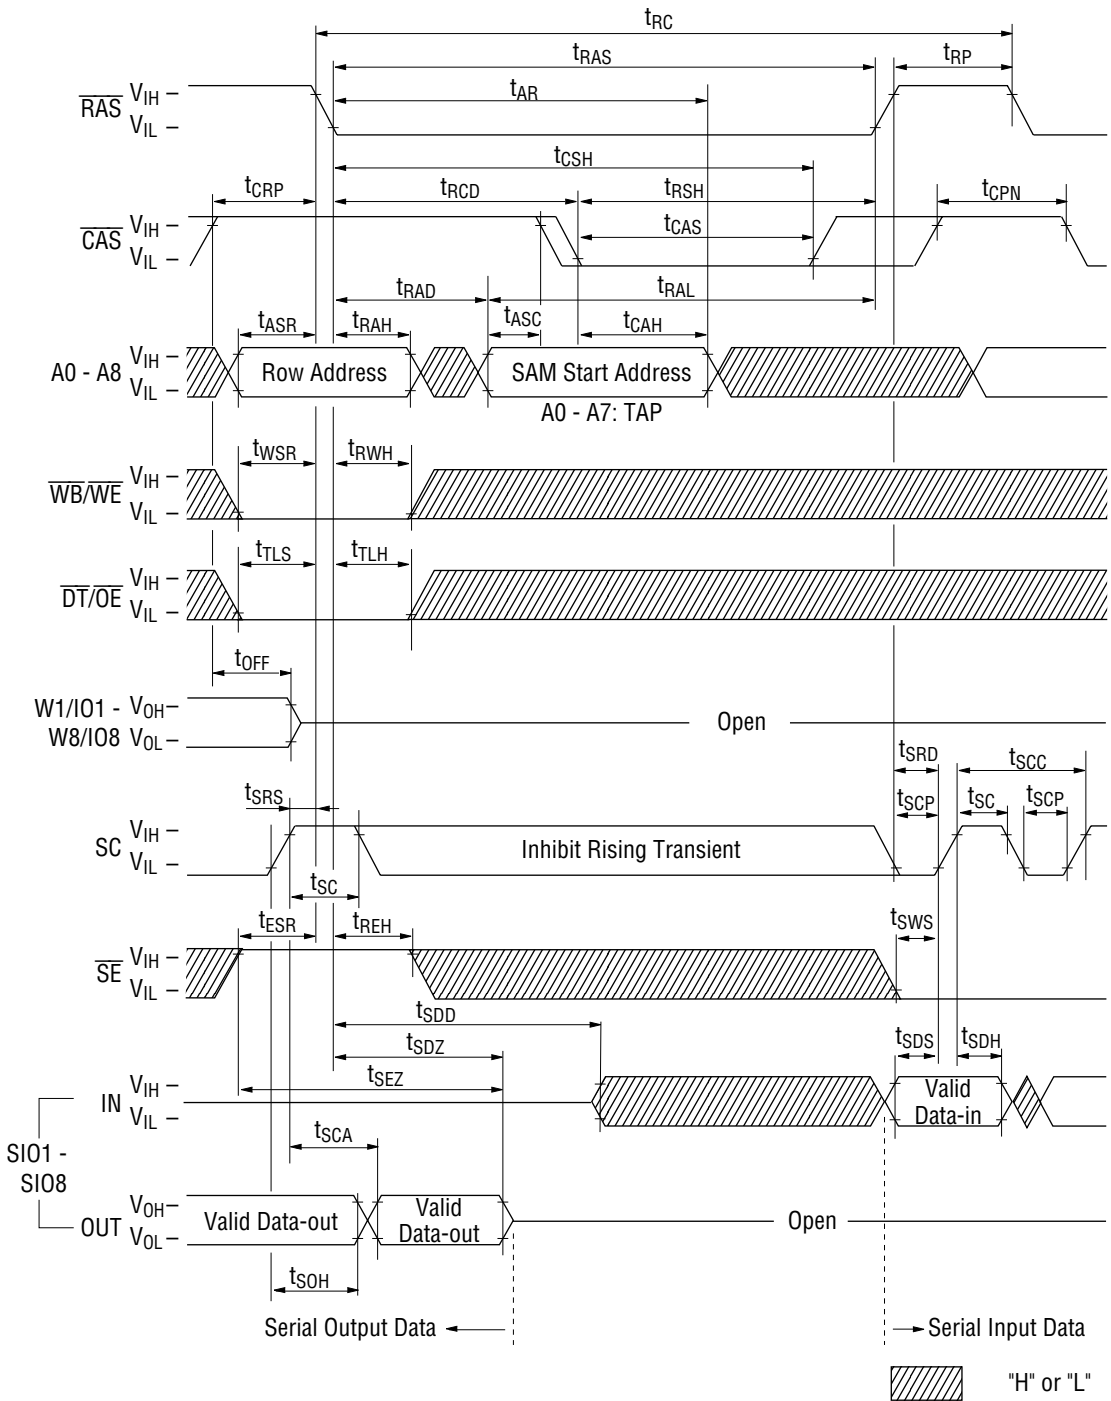 tRC
tRAS
tRP
tAR
RAS VIH
VIL
tCSH
tCRP
tRCD
tRSH
tCPN
CAS VIH
VIL
tCAS
tRAD
tRAL
tASR
tRAH
tASC
tCAH
A0 - A8 VIH
VIL
Row Address
SAM Start Address
A0 - A7: TAP
tWSR
tRWH
WB/WE VIH
VIL
tTLS
tTLH
DT/OE VIH
VIL
tOFF
W1/IO1 - VOH
W8/IO8 VOL
Open
tSRD
tSCC
tSRS
tSCP
tSC
tSCP
SC VIH
VIL
Inhibit Rising Transient
tSC
tESR
tREH
tSWS
SE VIH
VIL
tSDD
tSDZ
tSDS
tSDH
tSEZ
IN VIH
VIL
Valid
Data-in
tSCA
SIO1 -
SIO8
OUT VOH
VOL
Valid Data-out
Valid
Data-out
Open
tSOH
Serial Output Data
Serial Input Data
"H" or "L"